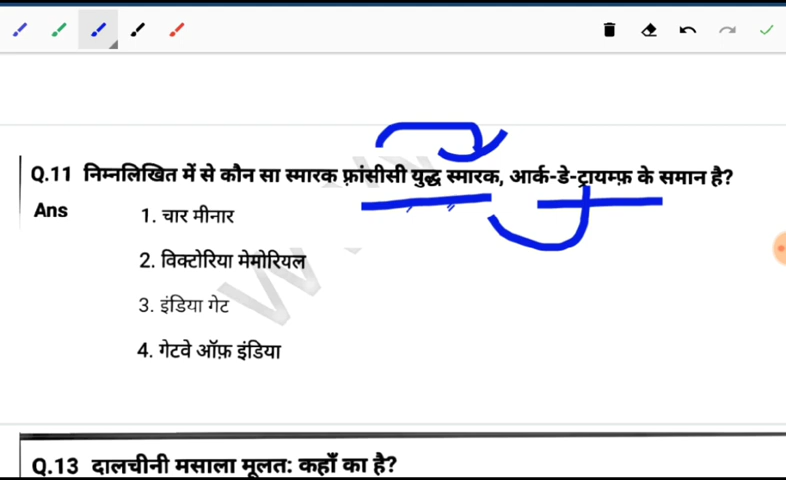 Q.11 निम्नलिखित में से कौन सा स्मारक फ़्रांसीसी युद्ध स्मारक, आर्क-डे-ट्रायम्फ़ के समान है?
Ans 1. चार मीनार
2. विक्टोरिया मेमोरियल
3. इंडिया गेट
4. गेटवे ऑफ़ इंडिया
Q.13 दालचीनी मसाला मूलत: कहाँ का है?